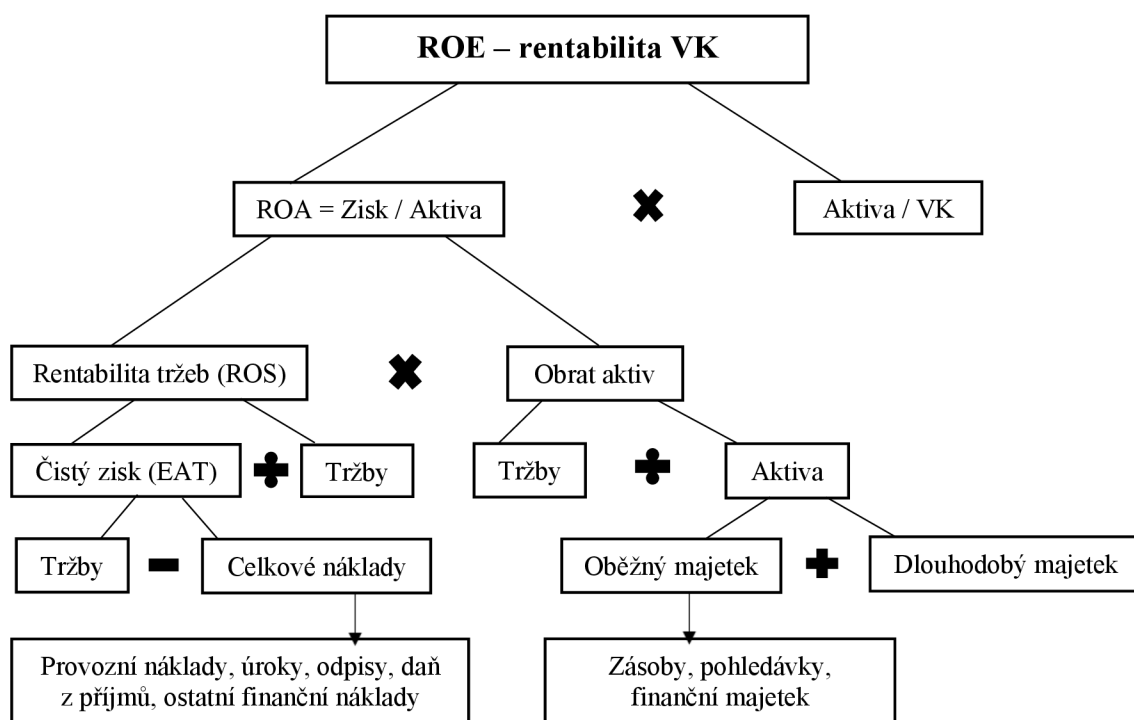 ROE – rentabilita VK
ROA = Zisk / Aktiva
Aktiva / VK
Rentabilita tržeb (ROS)
Obrat aktiv
Čistý zisk (EAT)
Tržby
Tržby
Aktiva
Tržby
Celkové náklady
Oběžný majetek
Dlouhodobý majetek
Provozní náklady, úroky, odpisy, daň
z příjmů, ostatní finanční náklady
Zásoby, pohledávky,
finanční majetek